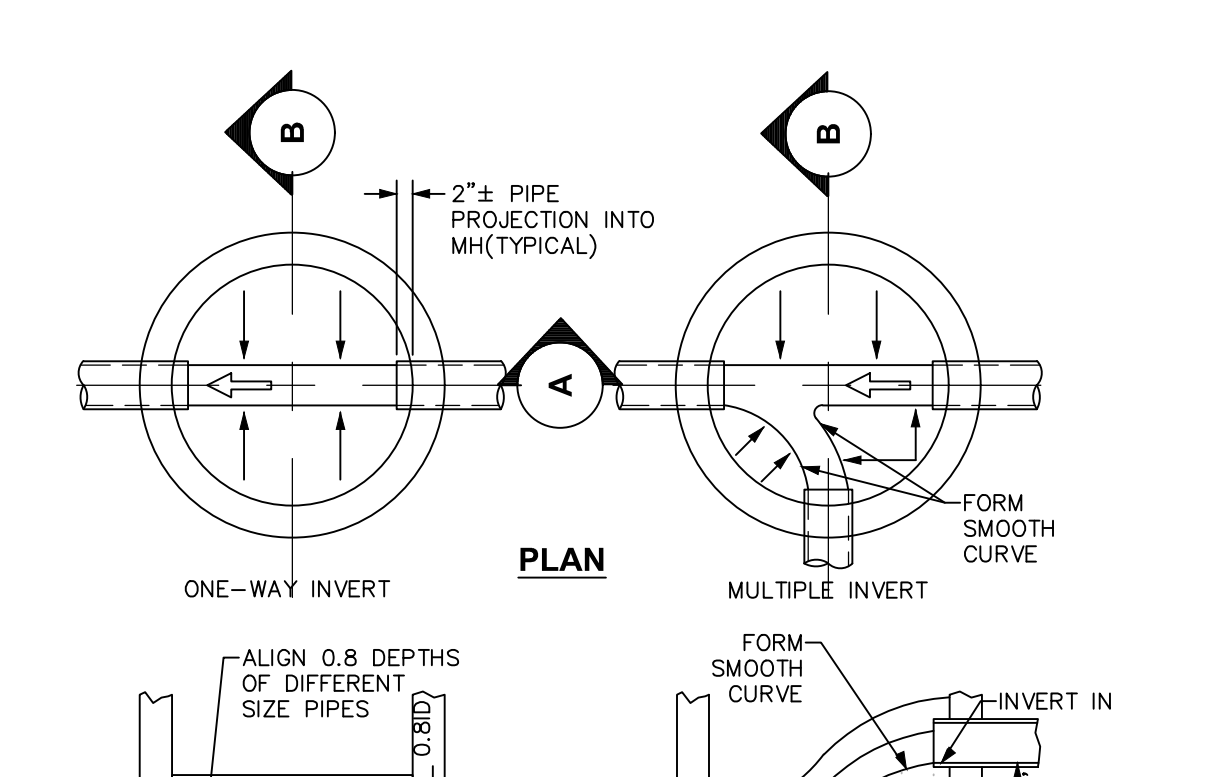 B
B
2"± PIPE
PROJECTION INTO
MH(TYPICAL)
A
FORM
SMOOTH
CURVE
PLAN
ONE-WAY INVERT
MULTIPLE INVERT
FORM
SMOOTH
CURVE
ALIGN 0.8 DEPTHS
OF DIFFERENT
SIZE PIPES
0.8ID
INVERT IN